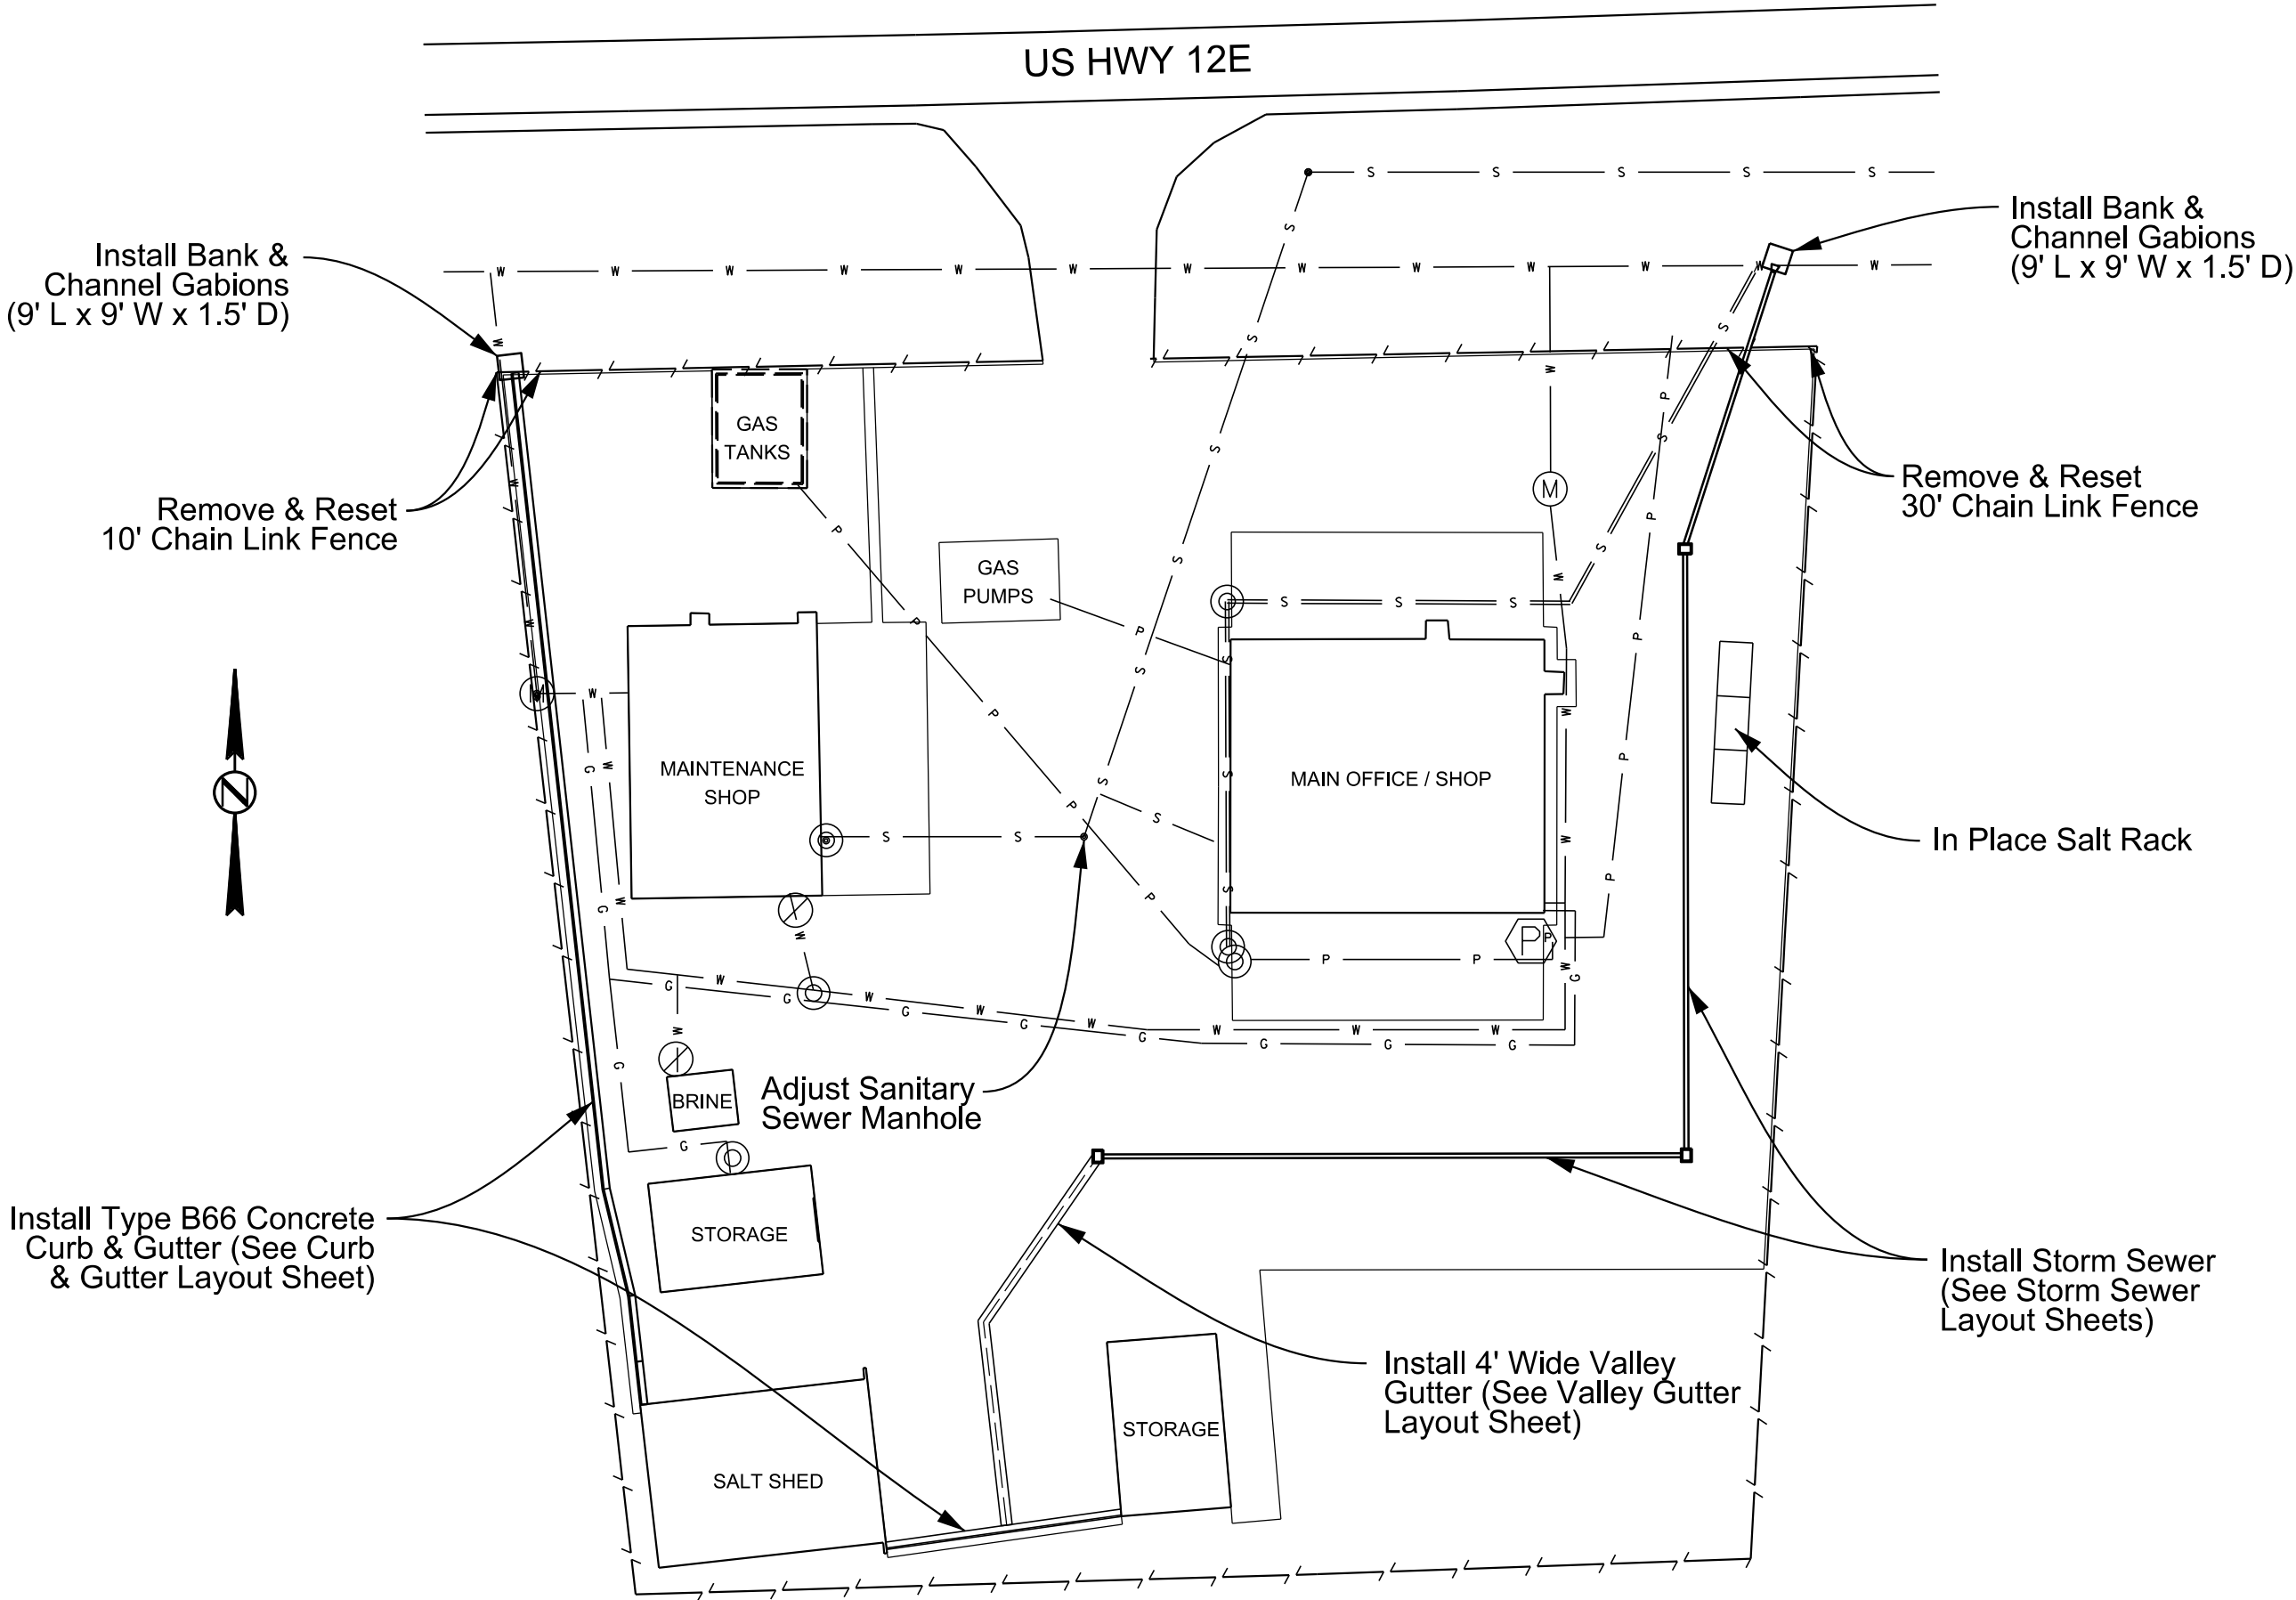 US HWY 12E
Install Bank &
Channel Gabions
(9' L x 9' W x 1.5' D)
Install Bank &
Channel Gabions
(9' L x 9' W x 1.5' D)
S S S S S
W W W W W W W W W W W W W
GAS
TANKS
Remove & Reset
10' Chain Link Fence
Remove & Reset
30' Chain Link Fence
M
GAS
PUMPS
S S S
M
W
N
MAINTENANCE
SHOP
MAIN OFFICE / SHOP
In Place Salt Rack
S S
P
P P
W W W W W W W
G G G G G G G G
BRINE
Adjust Sanitary
Sewer Manhole
G
Install Type B66 Concrete
Curb & Gutter (See Curb
& Gutter Layout Sheet)
STORAGE
Install Storm Sewer
(See Storm Sewer
Layout Sheets)
Install 4' Wide Valley
Gutter (See Valley Gutter
Layout Sheet)
STORAGE
SALT SHED